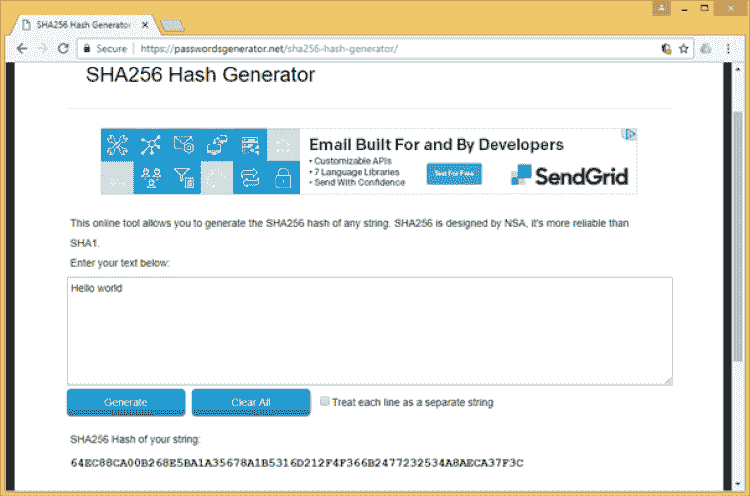 SHA256 Hash Generator
Secure
https://passwordsgenerator.net/sha256-hash-generator/
SHA256 Hash Generator
Email Built For and By Developers
• Customizable APIs
• 7 Language Libraries
• Send With Confidence
Test For Free
SendGrid
This online tool allows you to generate the SHA256 hash of any string. SHA256 is designed by NSA, it's more reliable than
SHA1.
Enter your text below:
Hello world
Generate
Clear All
Treat each line as a separate string
SHA256 Hash of your string:
64EC88CA00B268E5BA1A35678A1B5316D212F4F366B2477232534A8AECA37F3C